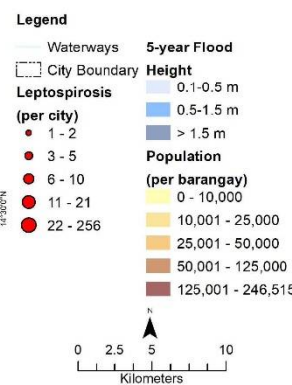 Legend
Waterways
City Boundary
Leptospirosis
(per city)
1 - 2
3 - 5
6 - 10
11 - 21
22 - 256
5-year Flood
Height
0.1-0.5 m
0.5-1.5 m
> 1.5 m
Population
(per barangay)
0 - 10,000
10,001 - 25,000
25,001 - 50,000
50,001 - 125,000
125,001 - 246,515
14°30'0"N
N
0 2.5 5 10
Kilometers